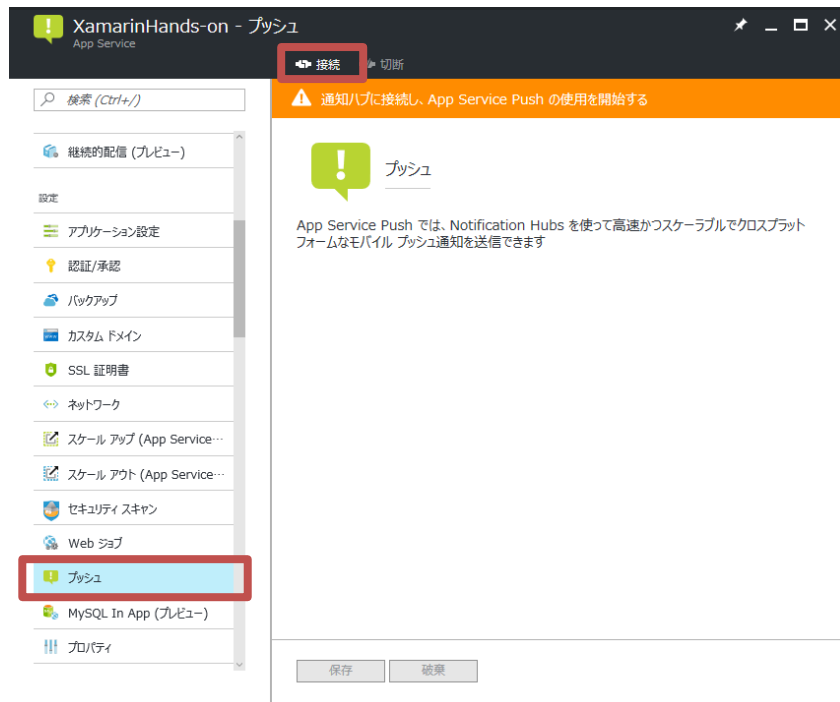 XamarinHands-on - プッシュ
App Service
接続
切断
検索 (Ctrl+/)
通知ハブに接続し、App Service Push の使用を開始する
継続的配信 (プレビュー)
設定
アプリケーション設定
認証/承認
バックアップ
カスタム ドメイン
SSL 証明書
ネットワーク
スケール アップ (App Service…
スケール アウト (App Service…
セキュリティ スキャン
Web ジョブ
プッシュ
MySQL In App (プレビュー)
プロパティ
プッシュ
App Service Push では、Notification Hubs を使って高速かつスケーラブルでクロスプラット
フォームなモバイル プッシュ通知を送信できます
保存
破棄